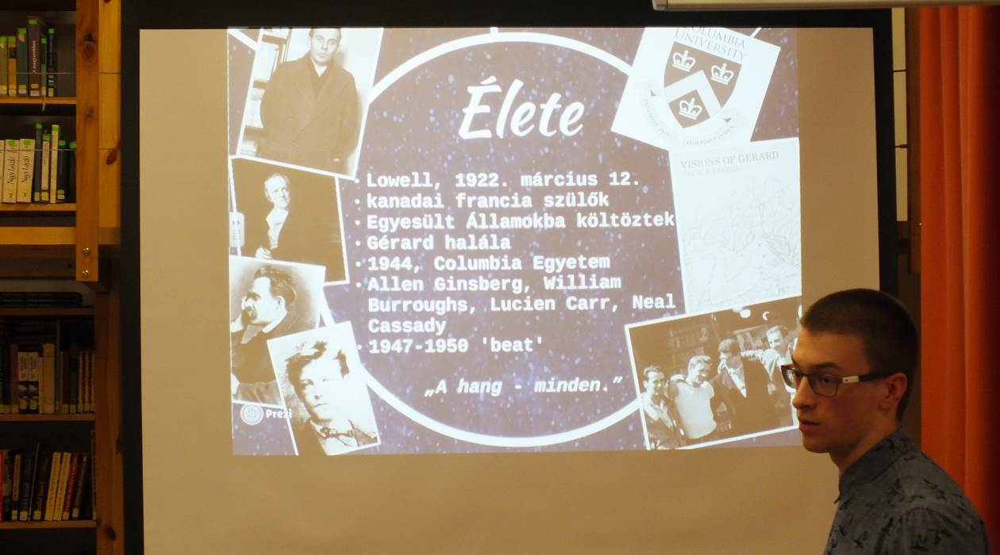 Élete
COLUMBIA
UNIVERSITY
VISIONS OF GERARD
JACK KEROUAC
Lowell, 1922. március 12.
kanadai francia szülők
Egyesült Államokba költöztek
Gérard halála
1944, Columbia Egyetem
Allen Ginsberg, William
Burroughs, Lucien Carr, Neal
Cassady
1947-1950 'beat'
„A hang - minden.”
Prezi